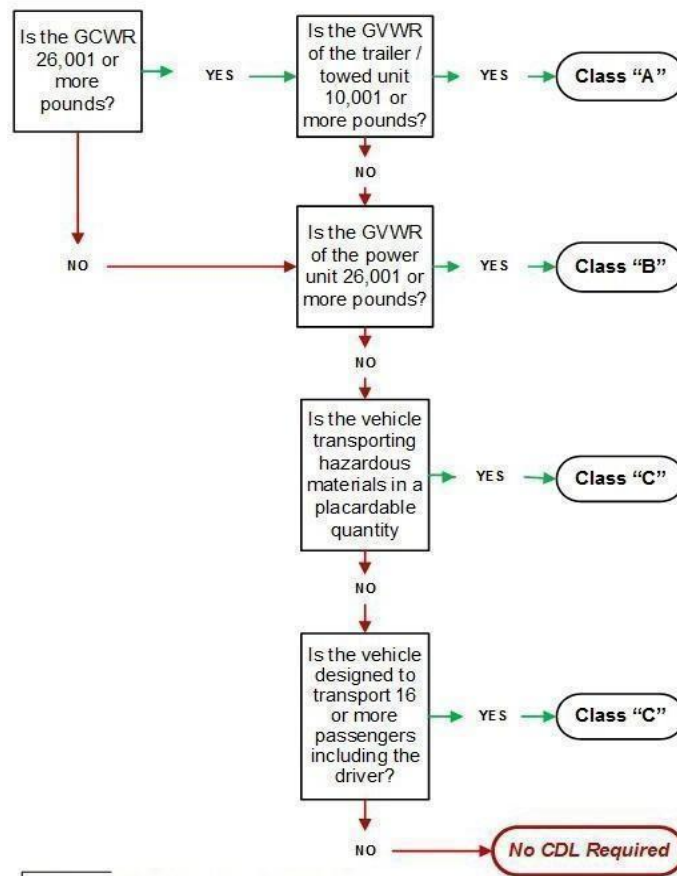 Is the GCWR
26,001 or
more
pounds?
YES
Is the GVWR
of the trailer /
towed unit
10,001 or
more pounds?
YES
Class “A”
NO
NO
Is the GVWR
of the power
unit 26,001 or
more pounds?
YES
Class “B”
NO
Is the vehicle
transporting
hazardous
materials in a
placardable
quantity
YES
Class “C”
NO
Is the vehicle
designed to
transport 16
or more
passengers
including the
driver?
YES
Class “C”
NO
No CDL Required